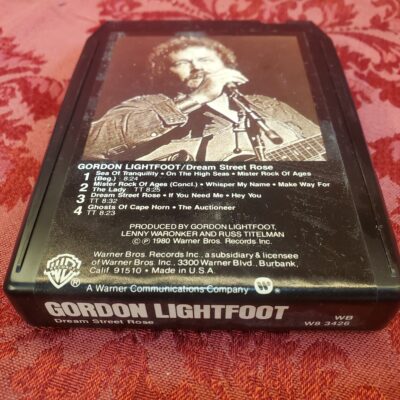 GORDON LIGHTFOOT/Dream Street Rose
1 Sea Of Tranquility • On The High Seas • Mister Rock Of Ages
(Beg.) 8:24
2 Mister Rock Of Ages (Concl.) • Whisper My Name • Make Way For
The Lady TT 8:25
3 Dream Street Rose • If You Need Me • Hey You
TT 8:32
4 Ghosts Of Cape Horn • The Auctioneer
TT 8:23
PRODUCED BY GORDON LIGHTFOOT,
LENNY WARONKER AND RUSS TITELMAN
© ℗ 1980 Warner Bros. Records Inc.
Warner Bros. Records Inc., a subsidiary & licensee
of Warner Bros. Inc., 3300 Warner Blvd., Burbank,
Calif. 91510 • Made in U.S.A.
A Warner Communications Company
GORDON LIGHTFOOT
Dream Street Rose
WB
W8 3426